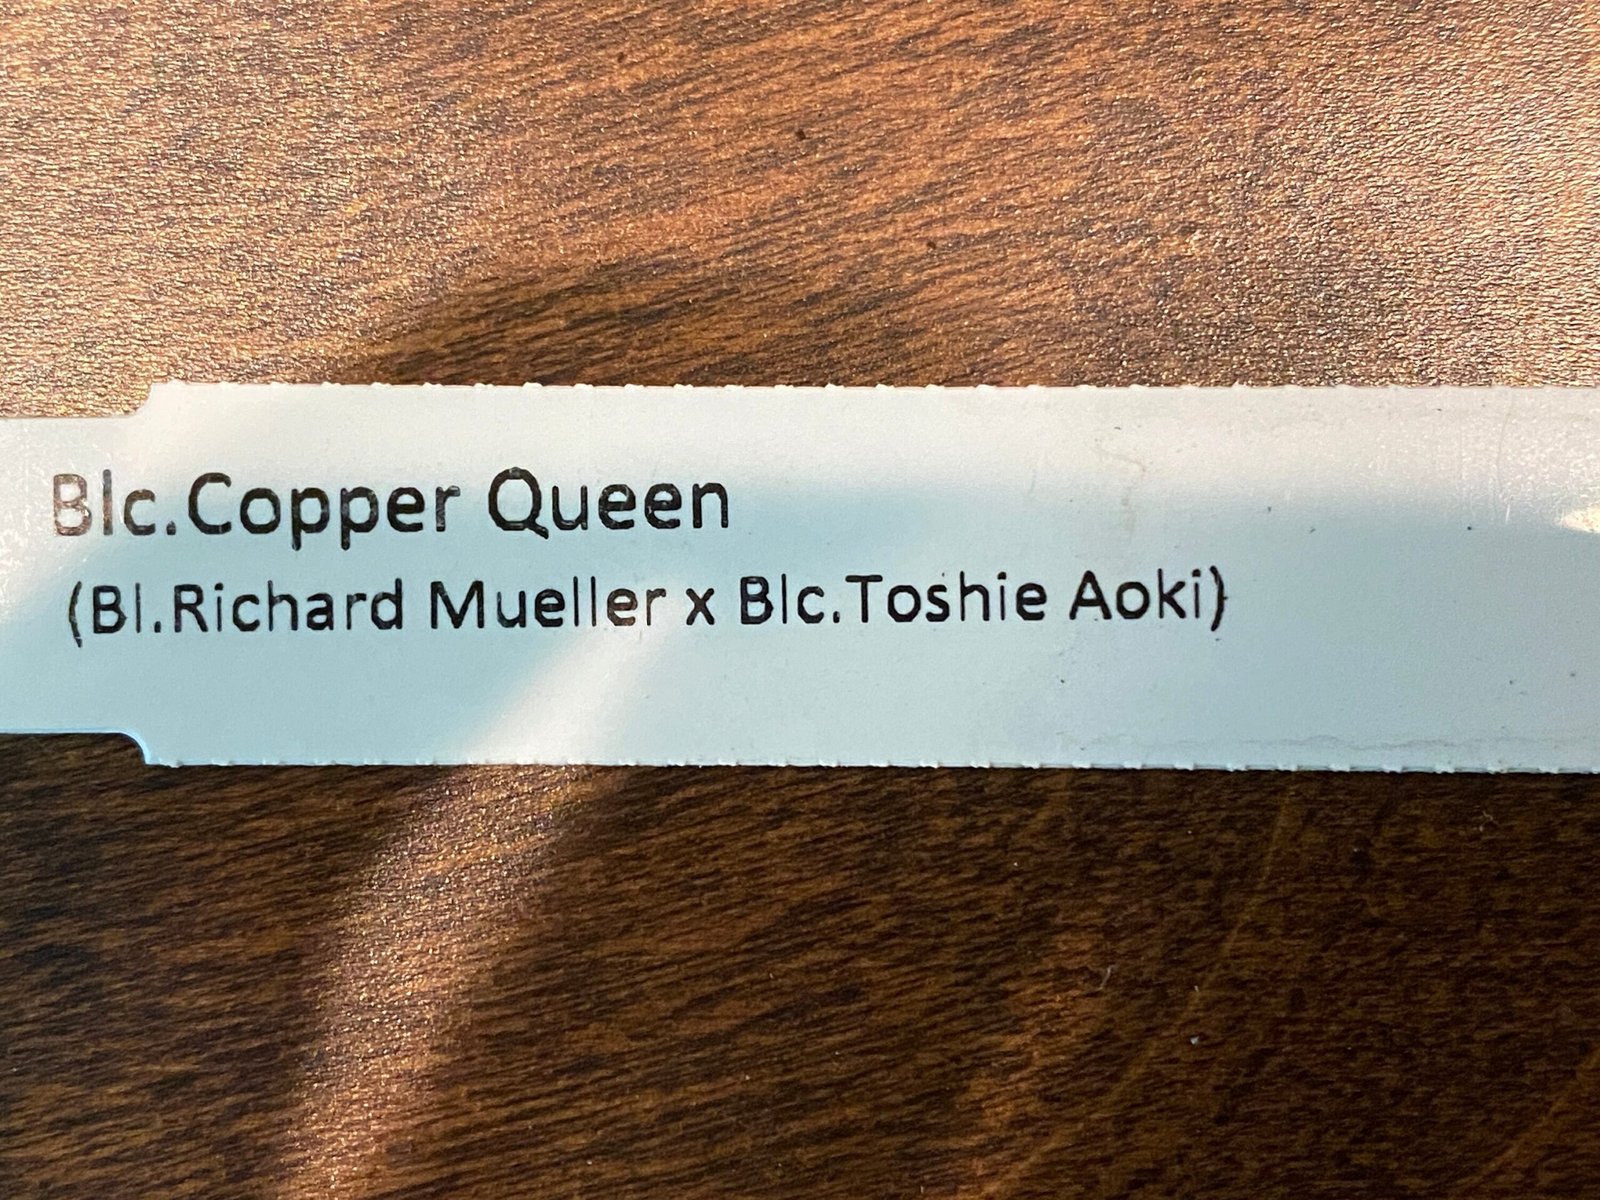 Blc.Copper Queen
(Bl.Richard Mueller x Blc.Toshie Aoki)